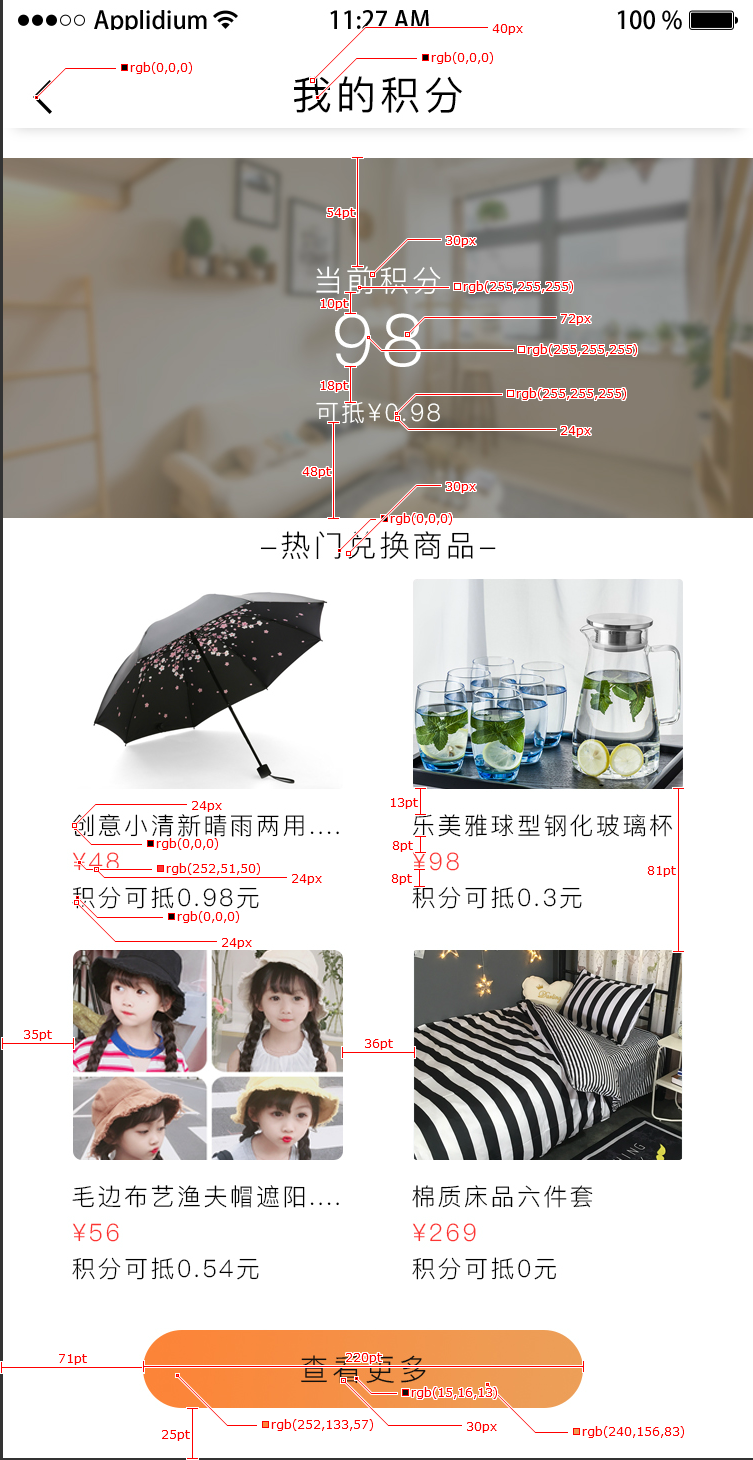 ●●●○○ Applidium 11:27 AM 100 %
40px
rgb(0,0,0)
rgb(0,0,0)
我的积分
54pt
30px
当前积分
rgb(255,255,255)
10pt
98
72px
rgb(255,255,255)
18pt
rgb(255,255,255)
可抵¥0.98
24px
48pt
30px
rgb(0,0,0)
–热门兑换商品–
24px
13pt
创意小清新晴雨两用....
乐美雅球型钢化玻璃杯
rgb(0,0,0)
8pt
¥48
rgb(252,51,50)
¥98
81pt
24px
8pt
积分可抵0.98元
积分可抵0.3元
rgb(0,0,0)
24px
35pt
36pt
毛边布艺渔夫帽遮阳....
棉质床品六件套
¥56
¥269
积分可抵0.54元
积分可抵0元
71pt
220pt
查看更多
rgb(15,16,13)
rgb(252,133,57)
30px
rgb(240,156,83)
25pt